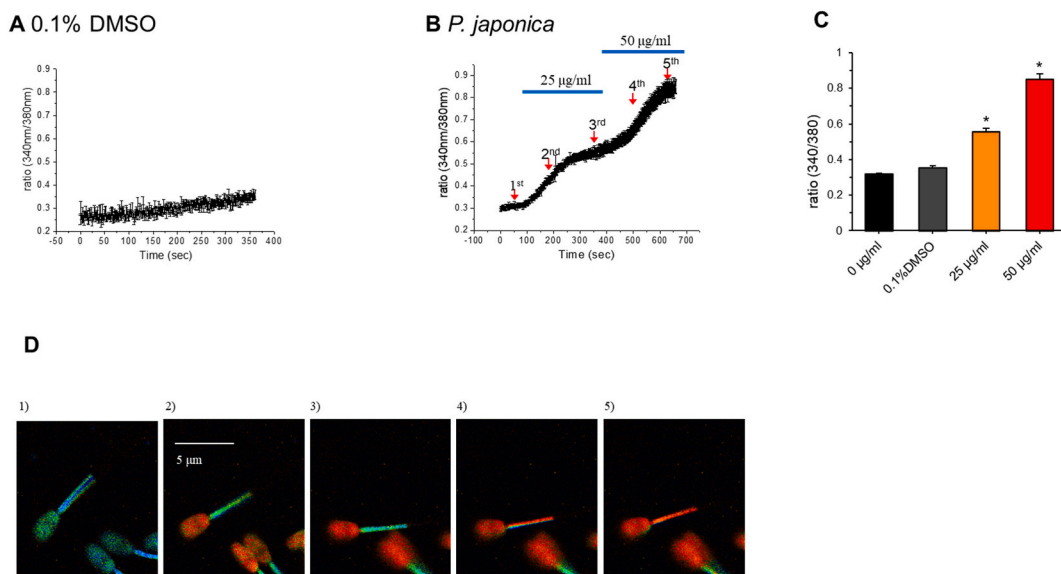 A 0.1% DMSO
0.9
0.8
0.7
0.6
0.5
0.4
0.3
0.2
ratio (340nm/380nm)
-50 0 50 100 150 200 250 300 350 400
Time (sec)
B P. japonica
50 μg/ml
25 μg/ml
0.9
0.8
0.7
0.6
0.5
0.4
0.3
0.2
ratio (340nm/380nm)
1st
2nd
3rd
4th
5th
-100 0 100 200 300 400 500 600 700
Time (sec)
C
1
0.8
0.6
0.4
0.2
0
ratio (340/380)
*
*
0 μg/ml
0.1%DMSO
25 μg/ml
50 μg/ml
D
1) 2) 3) 4) 5)
5 μm